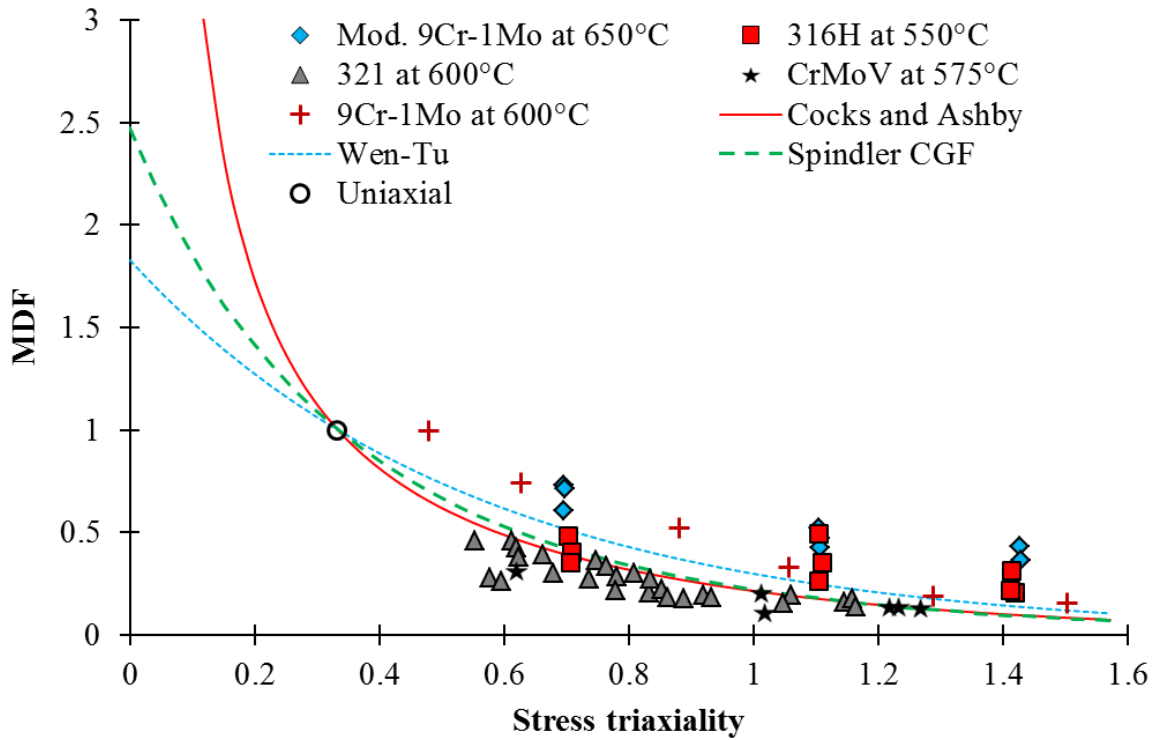 3
Mod. 9Cr-1Mo at 650°C
316H at 550°C
321 at 600°C
CrMoV at 575°C
2.5
9Cr-1Mo at 600°C
Cocks and Ashby
Wen-Tu
Spindler CGF
Uniaxial
2
1.5
MDF
1
0.5
0
0 0.2 0.4 0.6 0.8 1 1.2 1.4 1.6
Stress triaxiality